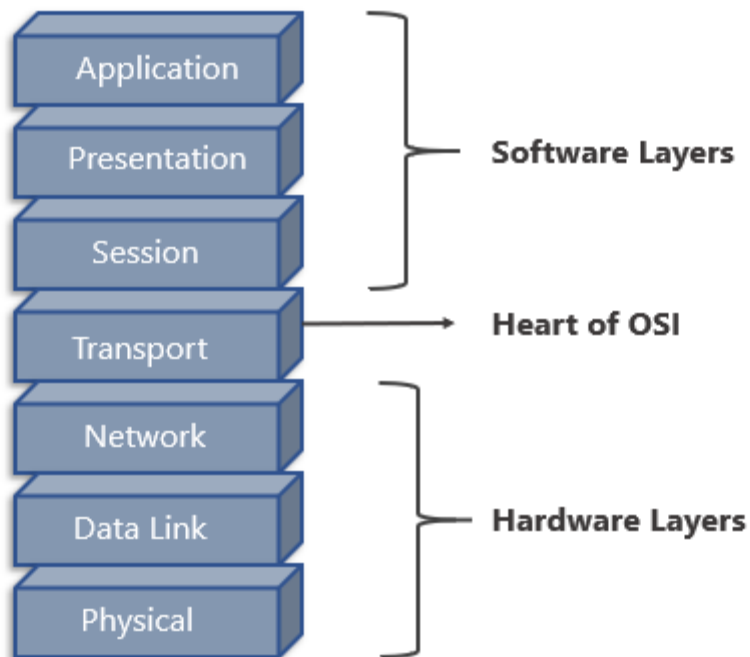 Application
Presentation
Software Layers
Session
Transport
Heart of OSI
Network
Data Link
Hardware Layers
Physical